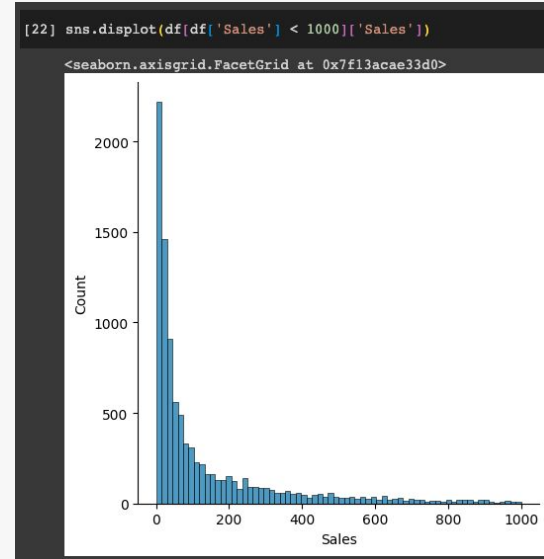 [22] sns.displot(df[df['Sales'] < 1000]['Sales'])
<seaborn.axisgrid.FacetGrid at 0x7f13acae33d0>
2000
1500
1000
500
0
Count
0 200 400 600 800 1000
Sales